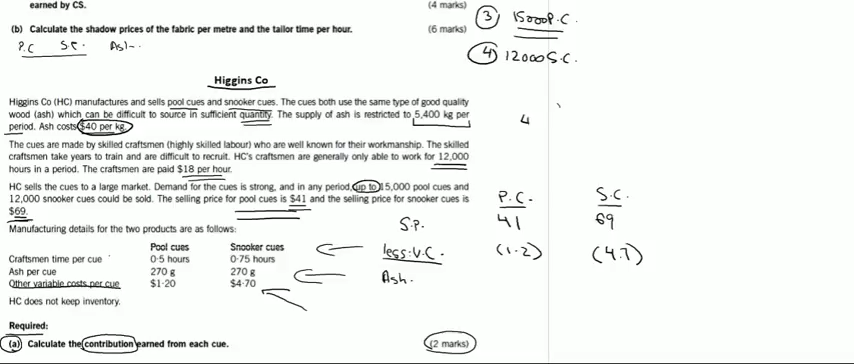 earned by CS.
(4 marks)
(b) Calculate the shadow prices of the fabric per metre and the tailor time per hour.
(6 marks)
P.C S.C. Ash
③ 15000 P.C.
④ 12000 S.C.
Higgins Co
Higgins Co (HC) manufactures and sells pool cues and snooker cues. The cues both use the same type of good quality
wood (ash) which can be difficult to source in sufficient quantity. The supply of ash is restricted to 5,400 kg per
period. Ash costs $40 per kg.
4
The cues are made by skilled craftsmen (highly skilled labour) who are well known for their workmanship. The skilled
craftsmen take years to train and are difficult to recruit. HC's craftsmen are generally only able to work for 12,000
hours in a period. The craftsmen are paid $18 per hour.
HC sells the cues to a large market. Demand for the cues is strong, and in any period, up to 15,000 pool cues and
12,000 snooker cues could be sold. The selling price for pool cues is $41 and the selling price for snooker cues is
$69.
P.C. S.C.
S.P. 41 69
Manufacturing details for the two products are as follows:
Pool cues Snooker cues
less: V.C. (1.2) (4.7)
Craftsmen time per cue 0·5 hours 0·75 hours
Ash per cue 270 g 270 g
Ash.
Other variable costs per cue $1·20 $4·70
HC does not keep inventory.
Required:
(a) Calculate the contribution earned from each cue.
(2 marks)